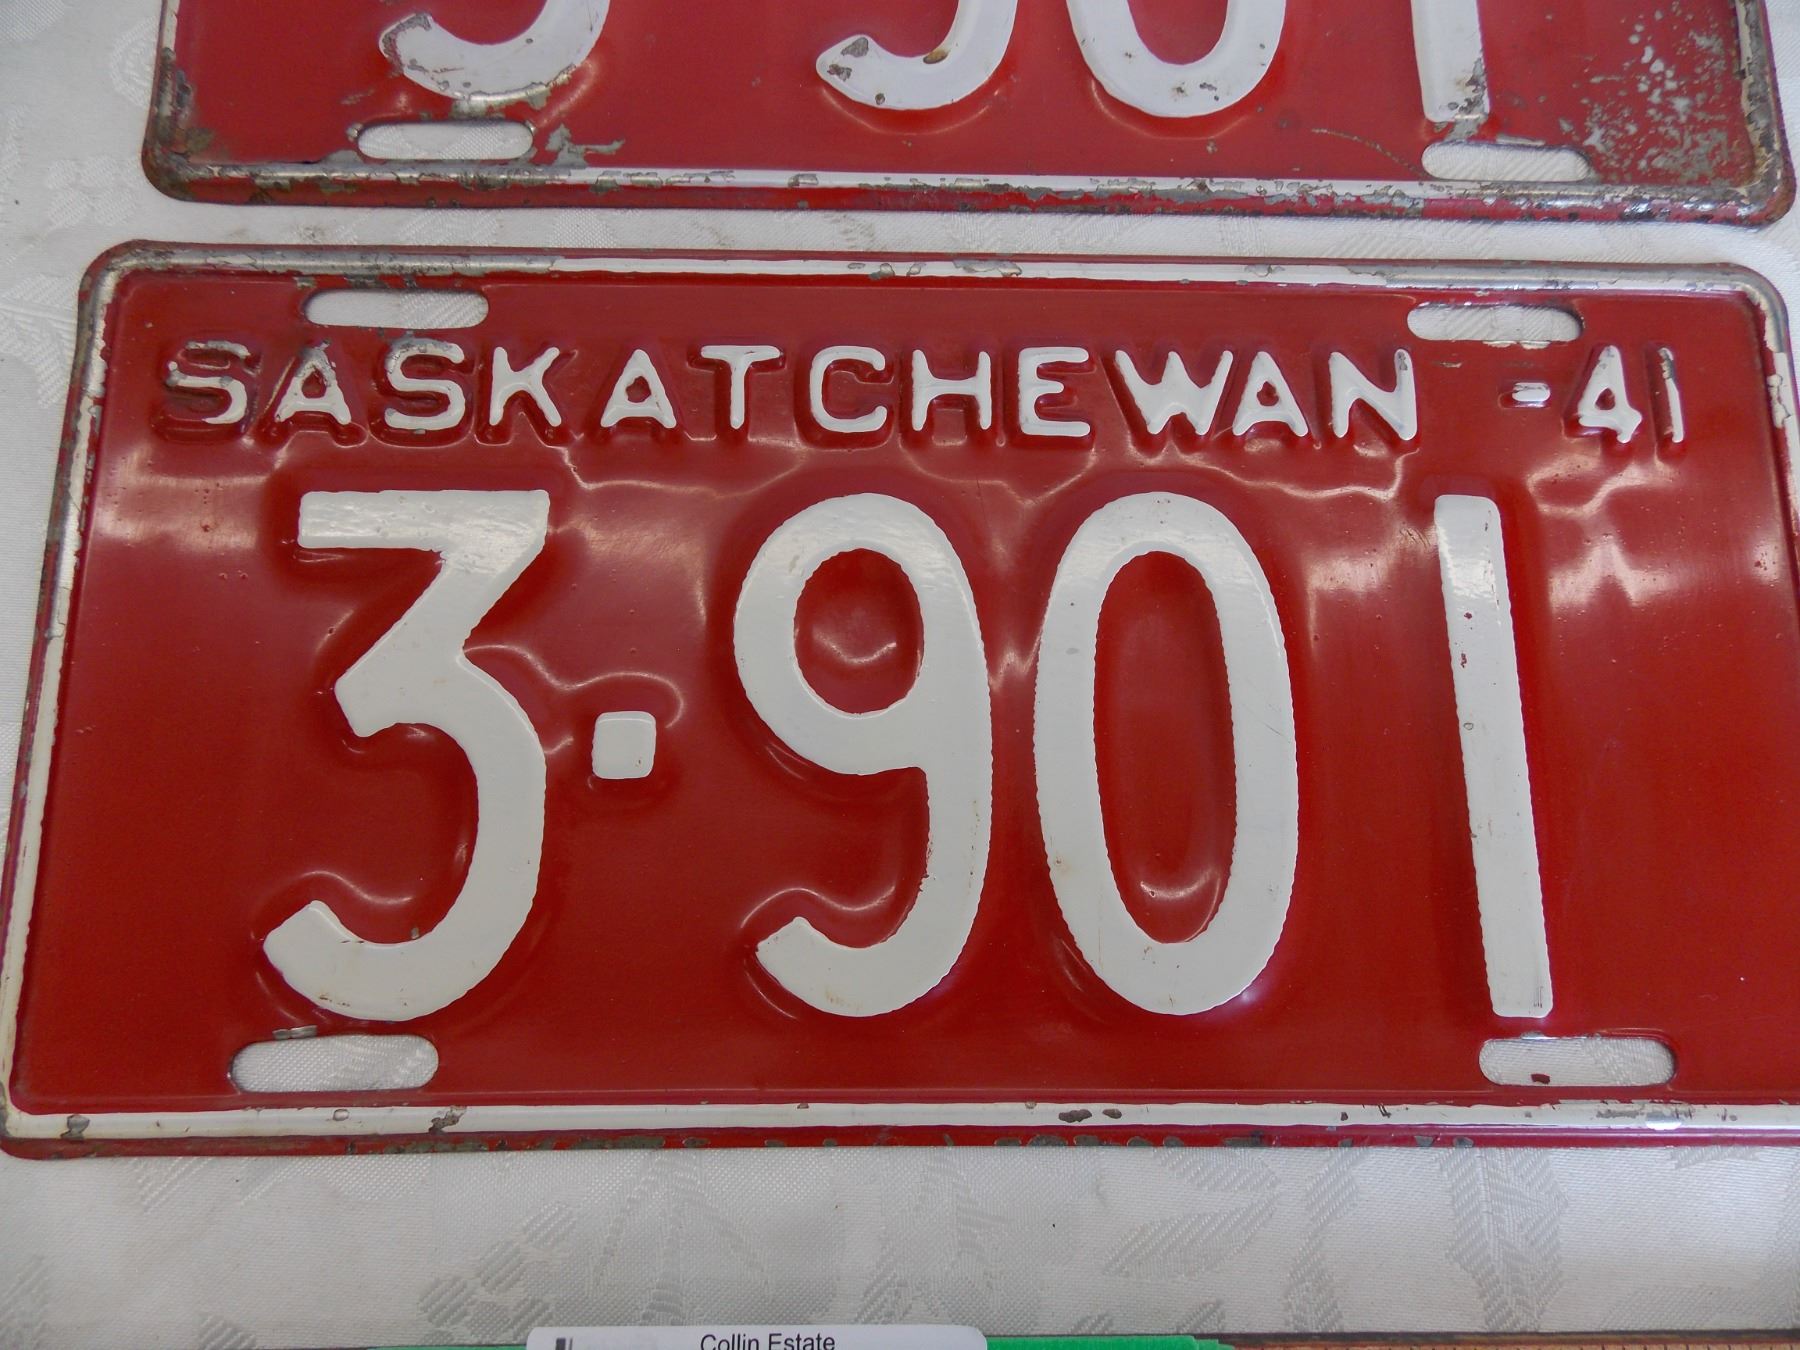 SASKATCHEWAN -41
3·901
Collin Estate